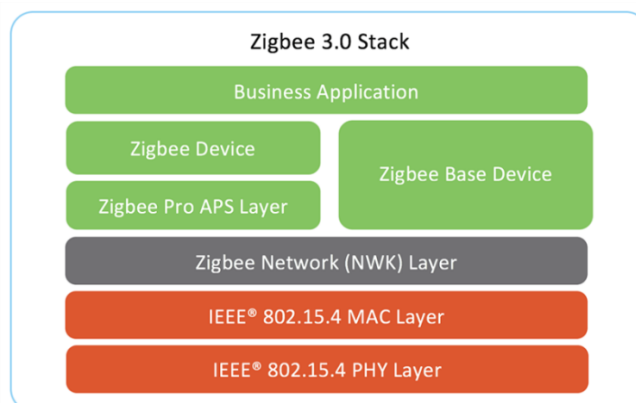 Zigbee 3.0 Stack
Business Application
Zigbee Device
Zigbee Pro APS Layer
Zigbee Base Device
Zigbee Network (NWK) Layer
IEEE® 802.15.4 MAC Layer
IEEE® 802.15.4 PHY Layer